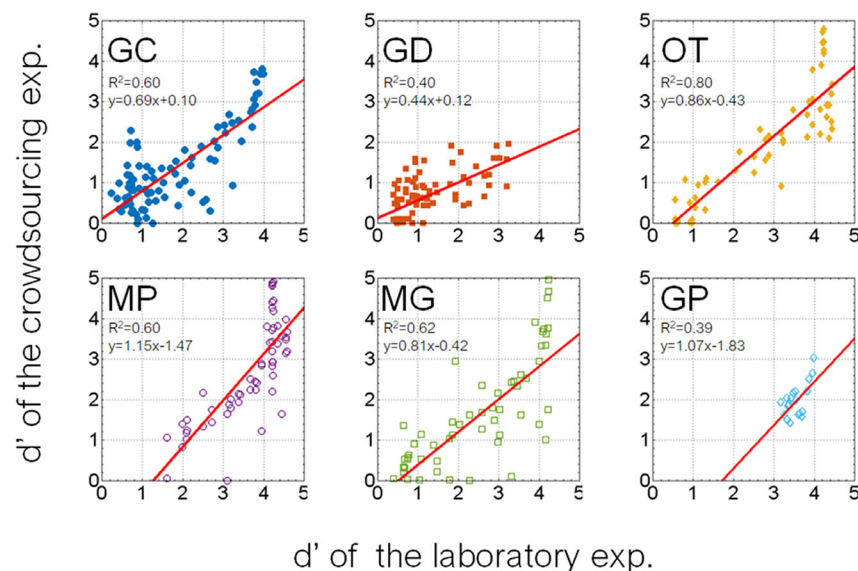 d' of the crowdsourcing exp.
5
4
3
2
1
0
GC
R²=0.60
y=0.69x+0.10
0 1 2 3 4 5
5
4
3
2
1
0
GD
R²=0.40
y=0.44x+0.12
0 1 2 3 4 5
5
4
3
2
1
0
OT
R²=0.80
y=0.86x-0.43
0 1 2 3 4 5
5
4
3
2
1
0
MP
R²=0.60
y=1.15x-1.47
0 1 2 3 4 5
5
4
3
2
1
0
MG
R²=0.62
y=0.81x-0.42
0 1 2 3 4 5
5
4
3
2
1
0
GP
R²=0.39
y=1.07x-1.83
0 1 2 3 4 5
d' of the laboratory exp.